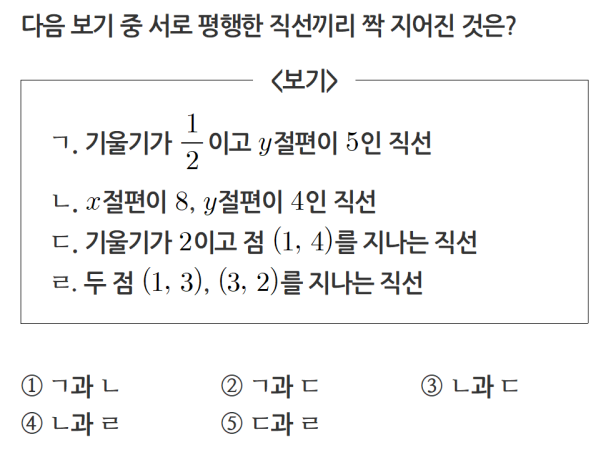 다음 보기 중 서로 평행한 직선끼리 짝 지어진 것은?
<보기>
ㄱ. 기울기가 1/2 이고 y절편이 5인 직선
ㄴ. x절편이 8, y절편이 4인 직선
ㄷ. 기울기가 2이고 점 (1, 4)를 지나는 직선
ㄹ. 두 점 (1, 3), (3, 2)를 지나는 직선
① ㄱ과 ㄴ ② ㄱ과 ㄷ ③ ㄴ과 ㄷ
④ ㄴ과 ㄹ ⑤ ㄷ과 ㄹ